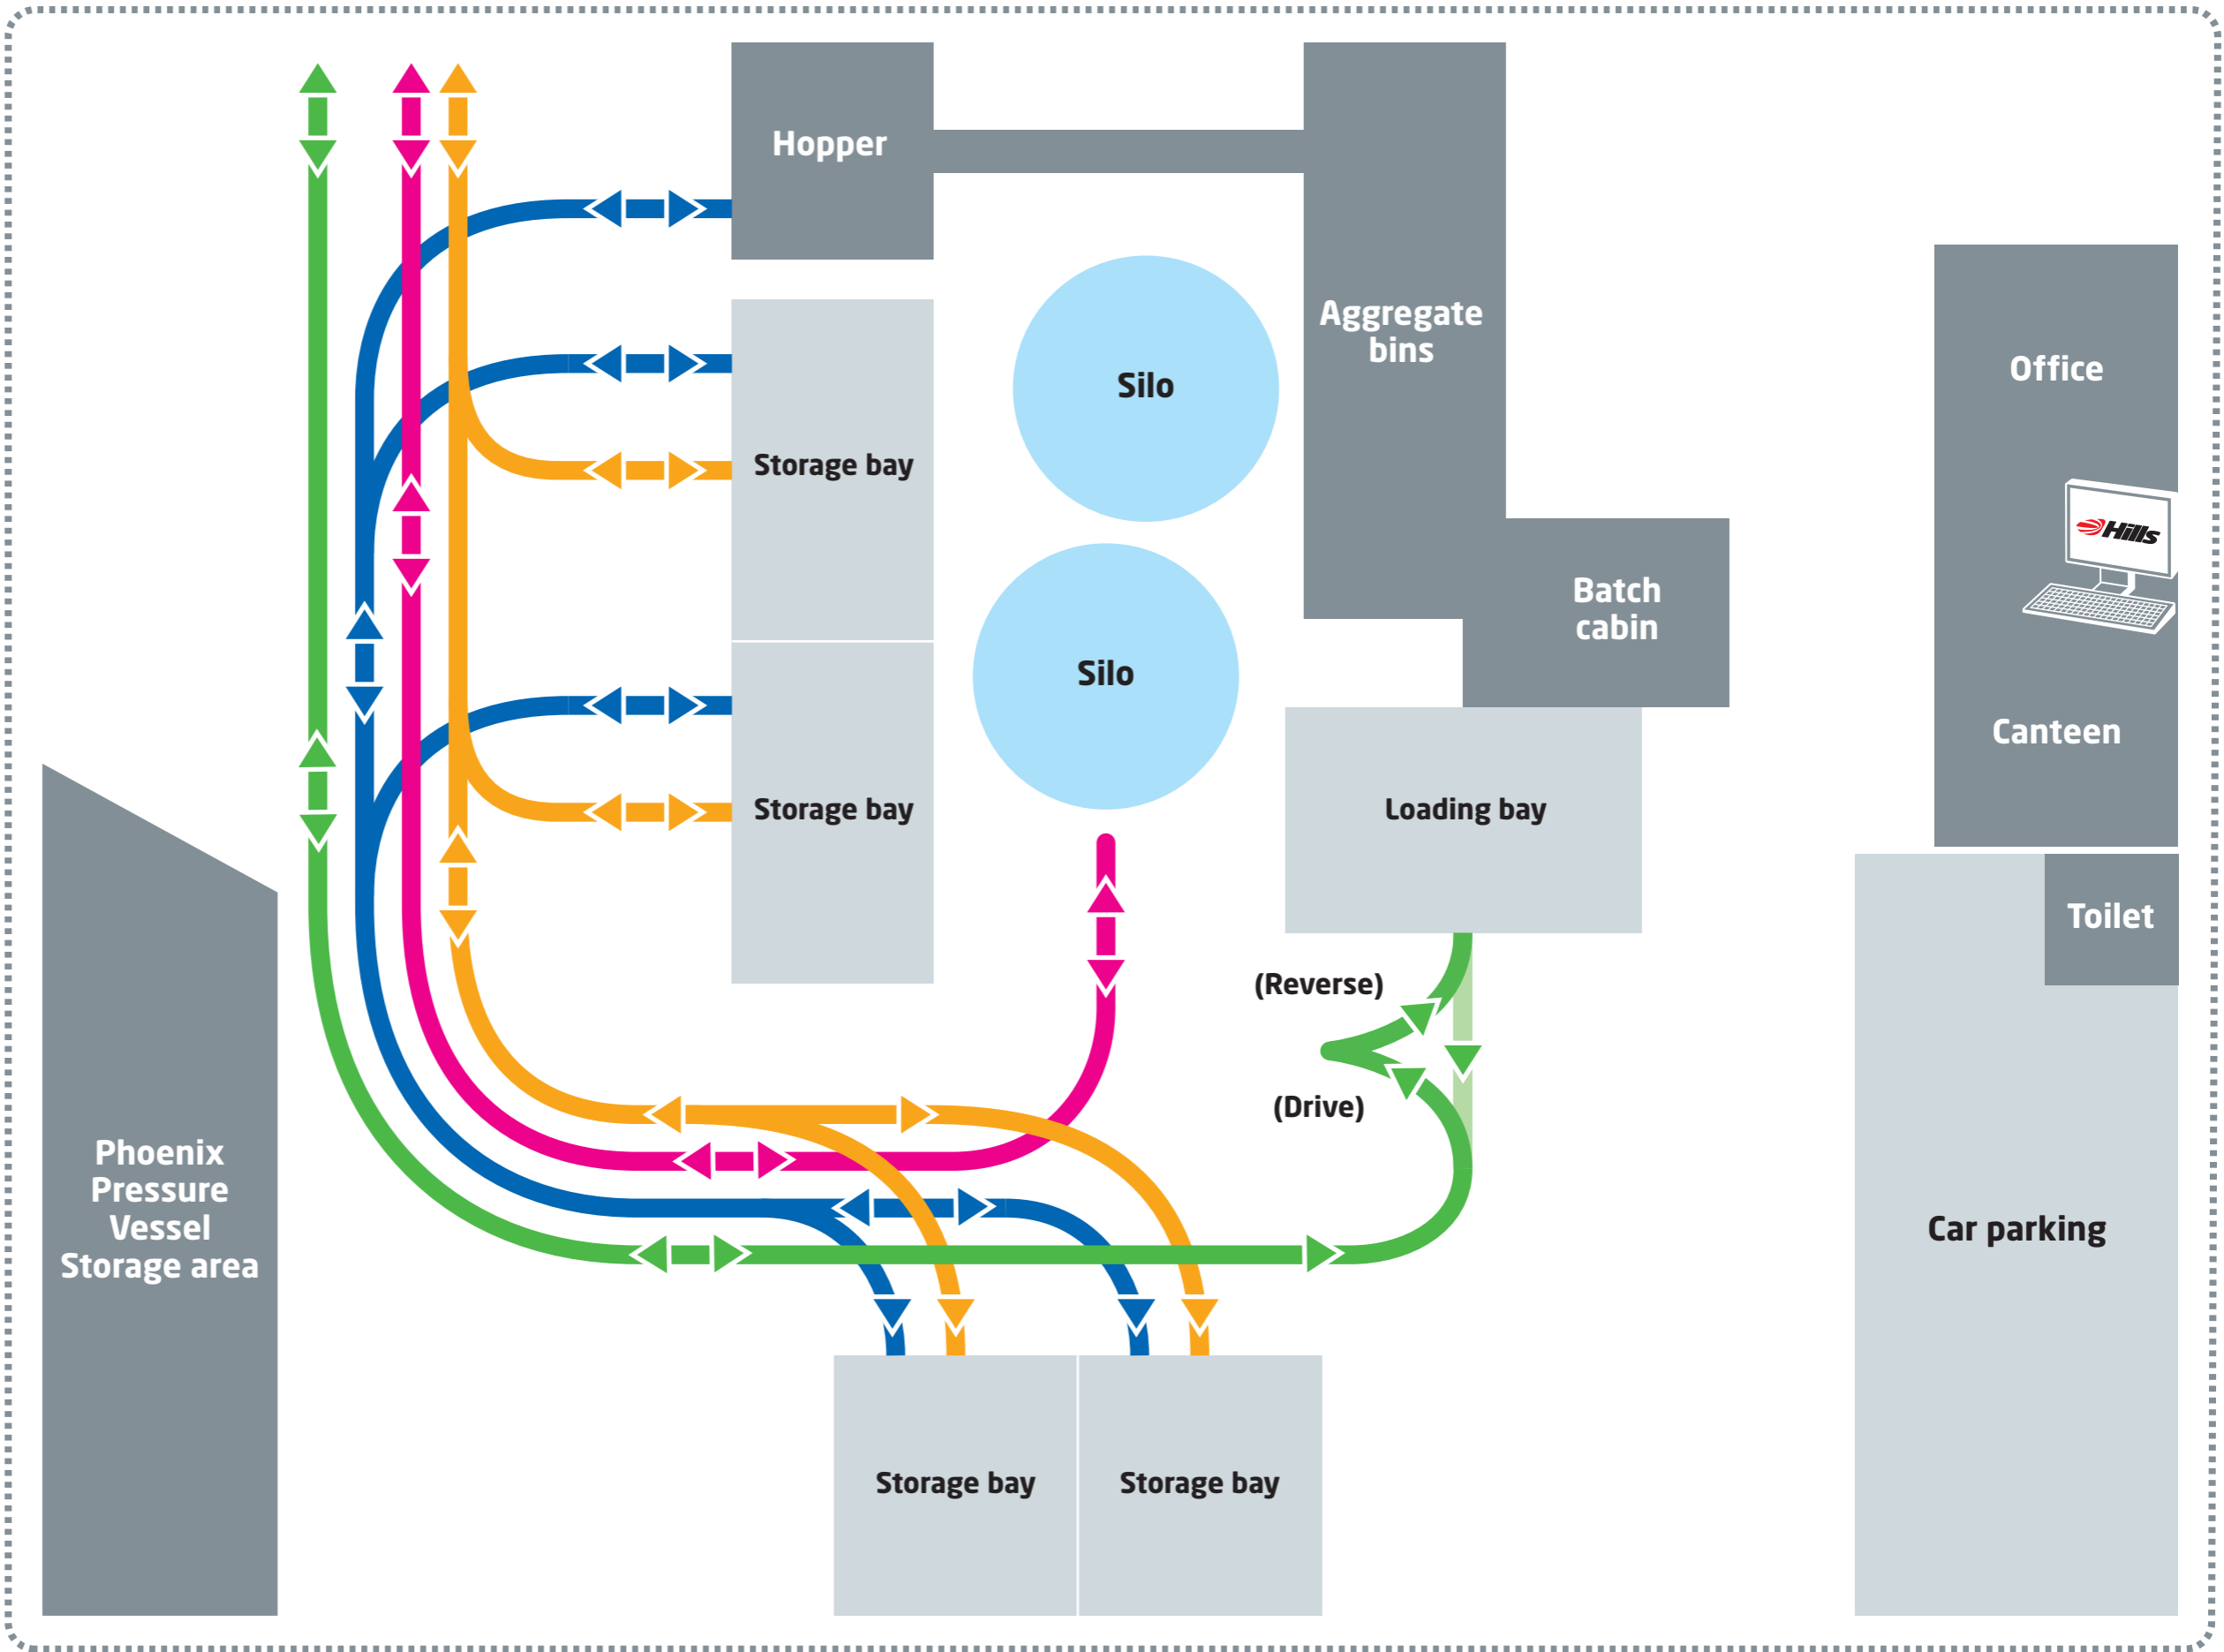 Hopper
Aggregate
bins
Silo
Office
Storage bay
Hills
Batch
cabin
Silo
Canteen
Storage bay
Loading bay
Toilet
(Reverse)
(Drive)
Phoenix
Pressure
Vessel
Storage area
Car parking
Storage bay
Storage bay